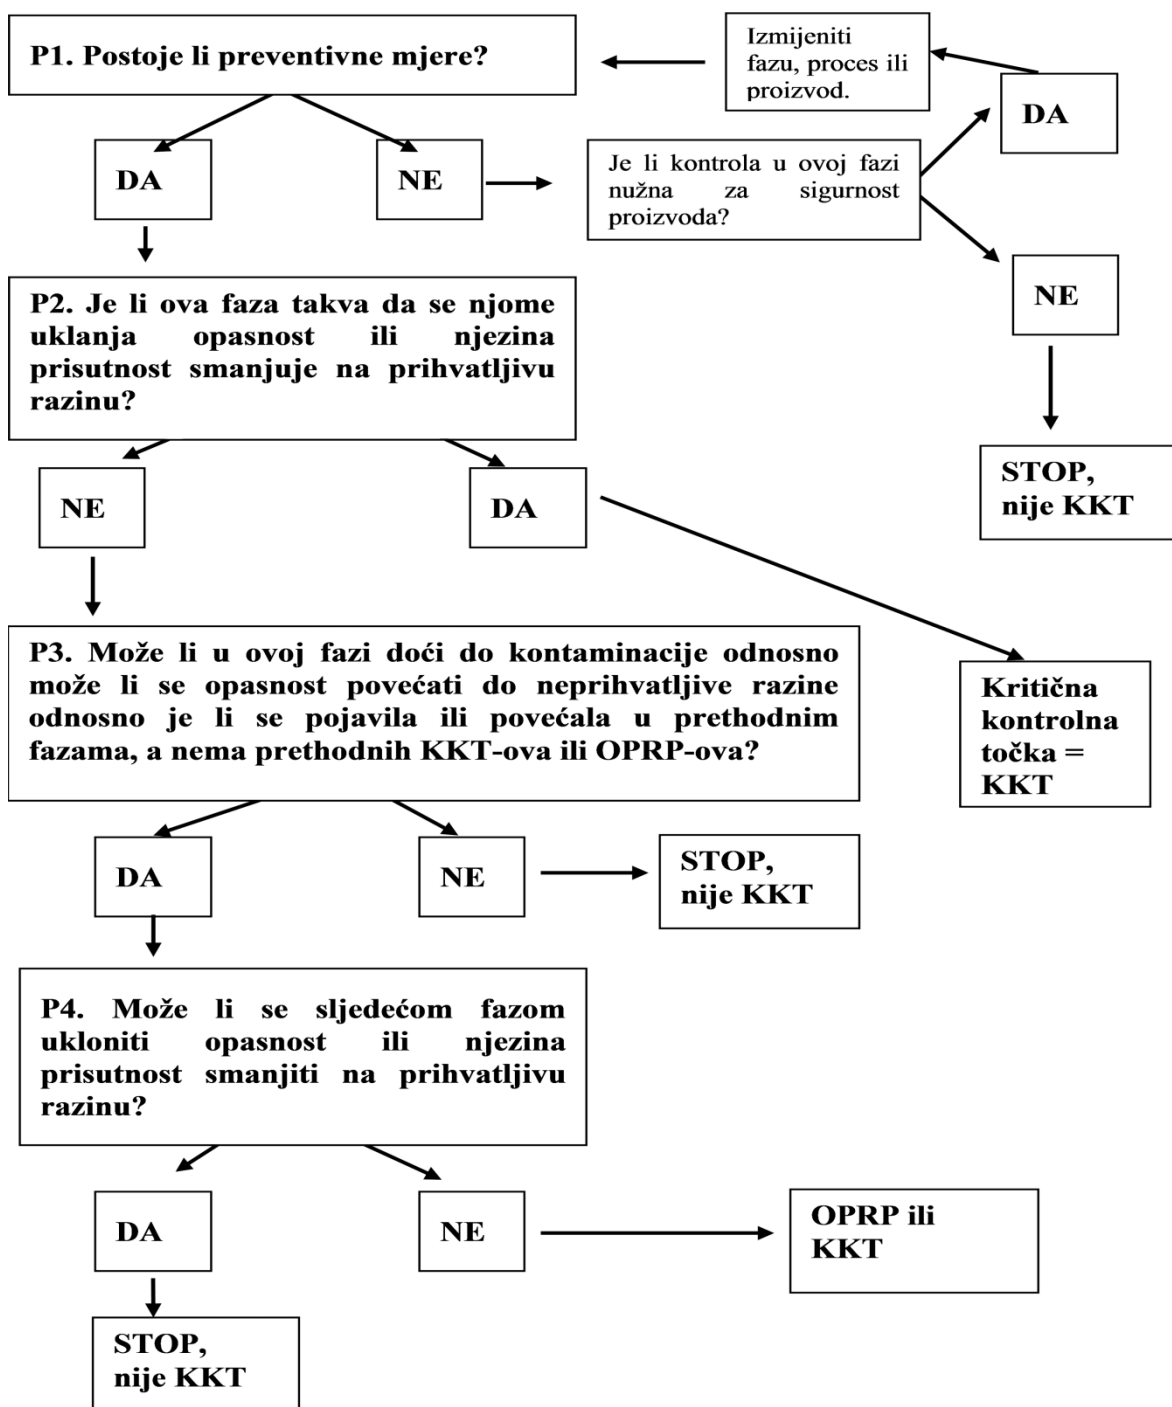 P1. Postoje li preventivne mjere?
Izmijeniti
fazu, proces ili
proizvod.
DA
DA
NE
Je li kontrola u ovoj fazi
nužna za sigurnost
proizvoda?
NE
P2. Je li ova faza takva da se njome
uklanja opasnost ili njezina
prisutnost smanjuje na prihvatljivu
razinu?
STOP,
nije KKT
NE
DA
P3. Može li u ovoj fazi doći do kontaminacije odnosno
može li se opasnost povećati do neprihvatljive razine
odnosno je li se pojavila ili povećala u prethodnim
fazama, a nema prethodnih KKT-ova ili OPRP-ova?
Kritična
kontrolna
točka =
KKT
DA
NE
STOP,
nije KKT
P4. Može li se sljedećom fazom
ukloniti opasnost ili njezina
prisutnost smanjiti na prihvatljivu
razinu?
DA
NE
OPRP ili
KKT
STOP,
nije KKT